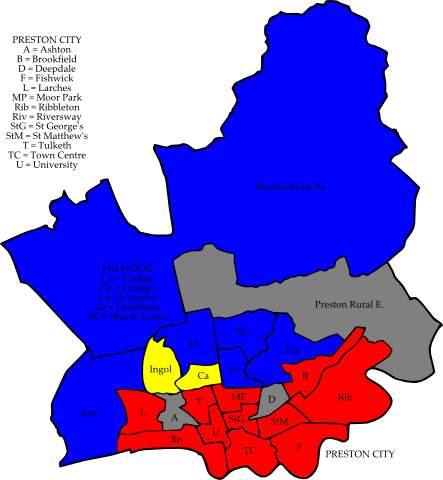 PRESTON CITY
A = Ashton
B = Brookfield
D = Deepdale
F = Fishwick
L = Larches
MP = Moor Park
Rib = Ribbleton
Riv = Riversway
StG = St George's
StM = St Matthew's
T = Tulketh
TC = Town Centre
U = University
Preston Rural N.
FULWOOD
Ca = Cadley
Co = College
Ga = Garrison
Gr = Greyfriars
SG = Sharoe Green
Preston Rural E.
SG
Gr
Ga
Ingol
Ca
Co
B
Lea
L
A
T
MP
D
Rib
StG
StM
Riv
U
TC
F
PRESTON CITY